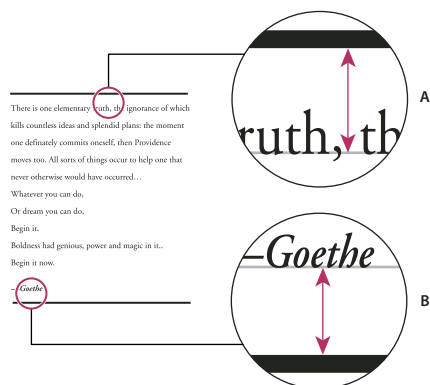 There is one elementary truth, the ignorance of which
kills countless ideas and splendid plans: the moment
one definately commits oneself, then Providence
moves too. All sorts of things occur to help one that
never otherwise would have occurred…
Whatever you can do,
Or dream you can do,
Begin it.
Boldness had genious, power and magic in it..
Begin it now.
–Goethe
ruth, th
A
–Goethe
B